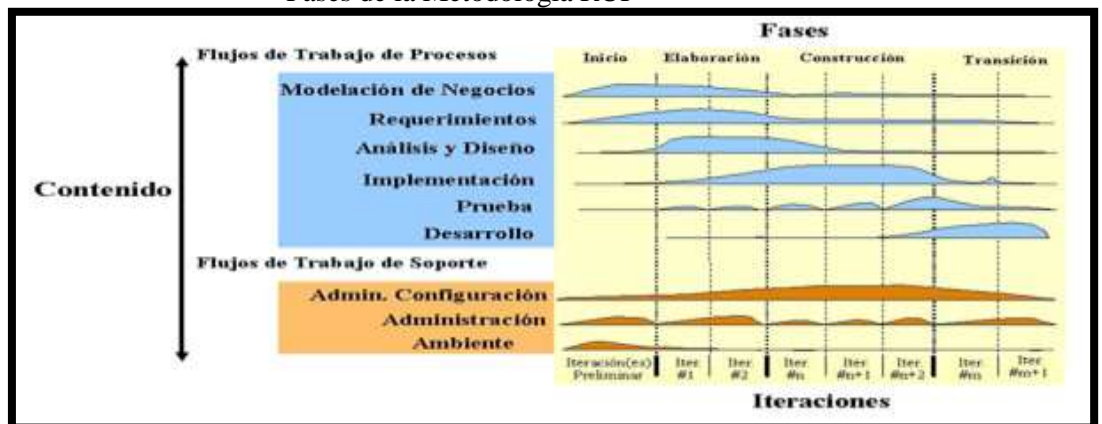 Fases de la Metodología RUP
Fases
Flujos de Trabajo de Procesos
Inicio Elaboración Construcción Transición
Modelación de Negocios
Requerimientos
Análisis y Diseño
Implementación
Prueba
Desarrollo
Contenido
Flujos de Trabajo de Soporte
Admin. Configuración
Administración
Ambiente
Iteración(es) Preliminar
Iter #1
Iter #2
Iter #n
Iter #n+1
Iter #n+2
Iter #m
Iter #m+1
Iteraciones